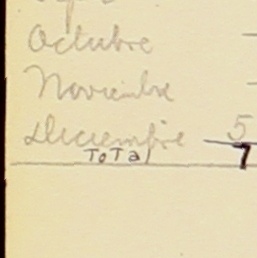 Octubre —
Noviembre —
Diciembre 5
ToTal 7